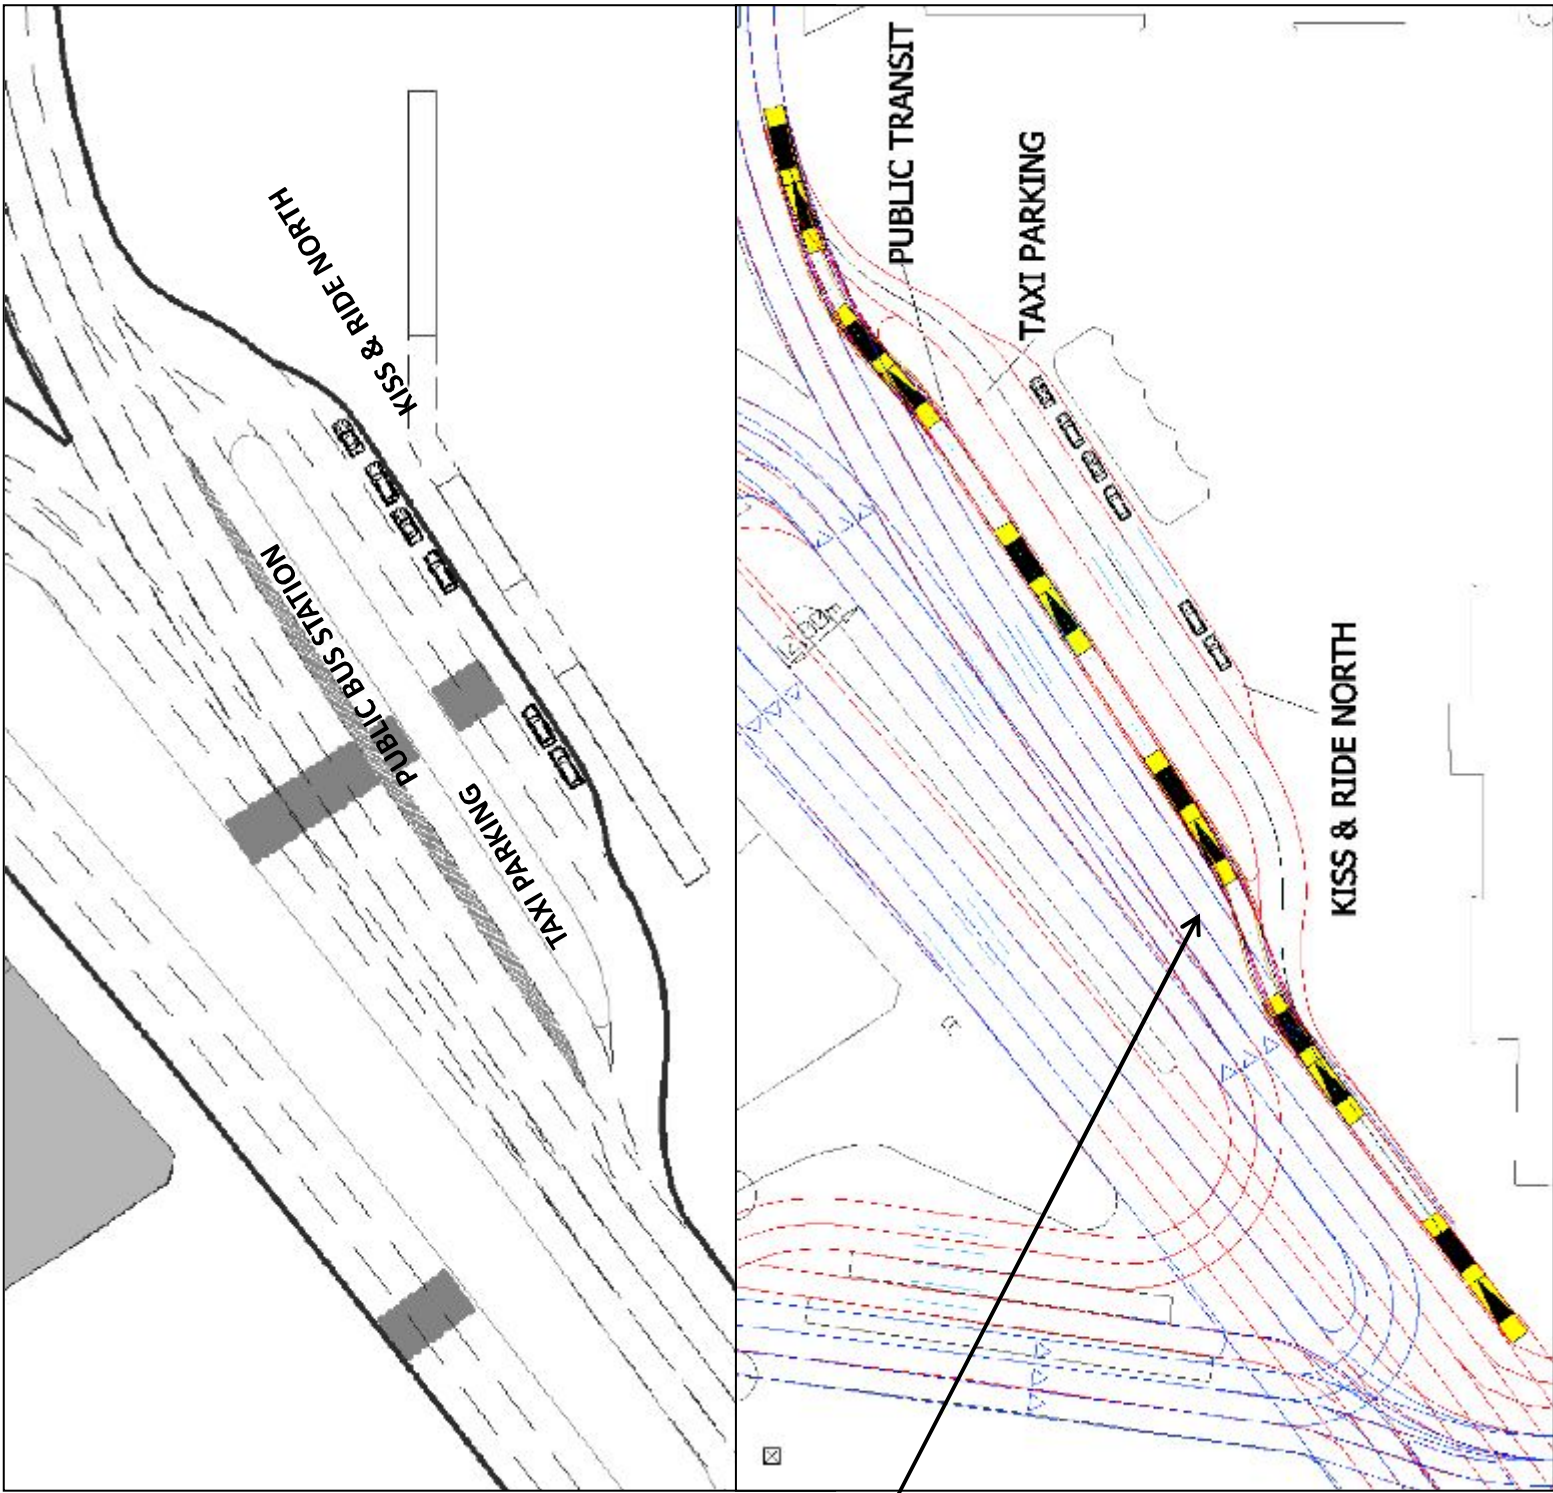 KISS & RIDE NORTH
PUBLIC BUS STATION
TAXI PARKING
PUBLIC TRANSIT
TAXI PARKING
KISS & RIDE NORTH